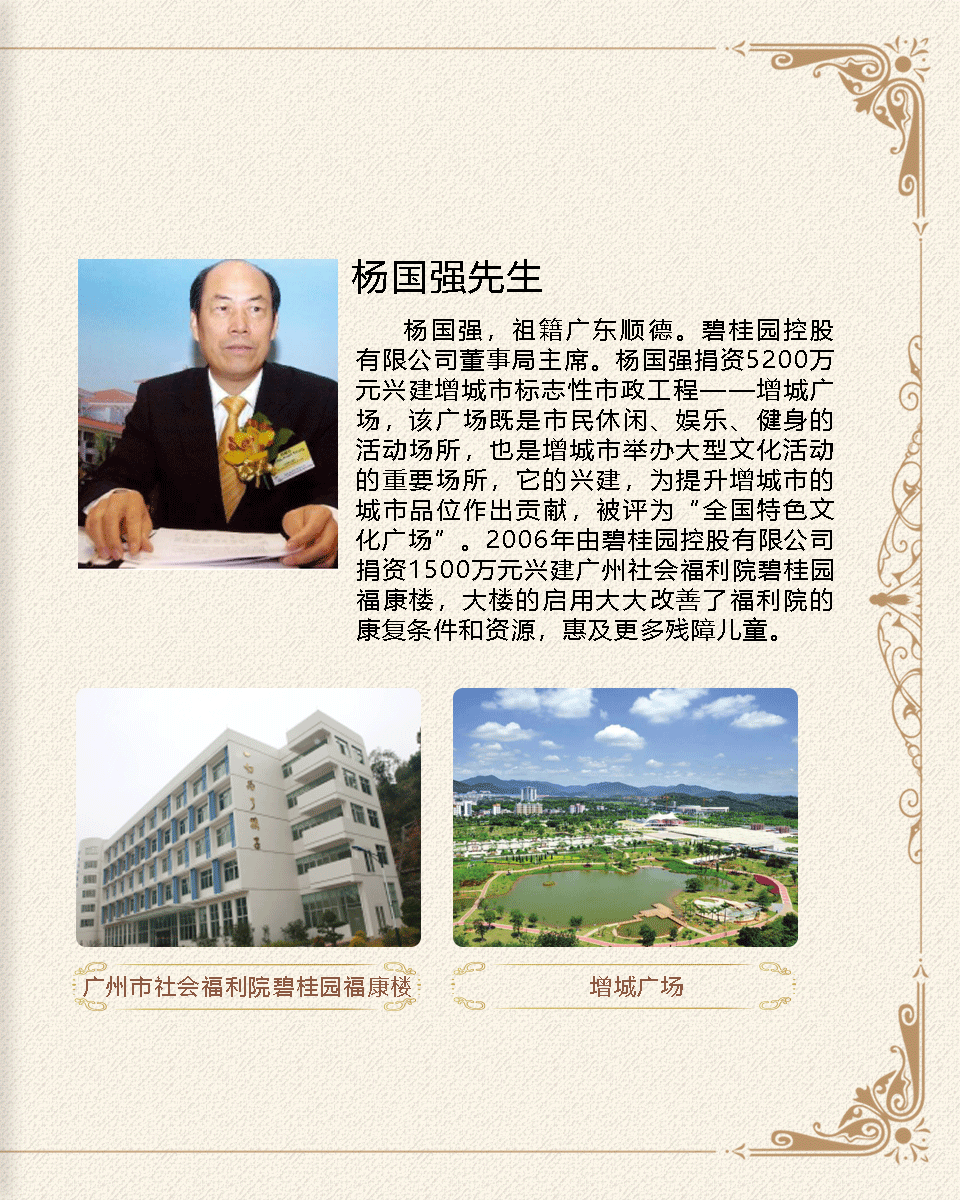 杨国强先生
杨国强，祖籍广东顺德。碧桂园控股
有限公司董事局主席。杨国强捐资5200万
元兴建增城市标志性市政工程——增城广
场，该广场既是市民休闲、娱乐、健身的
活动场所，也是增城市举办大型文化活动
的重要场所，它的兴建，为提升增城市的
城市品位作出贡献，被评为“全国特色文
化广场”。2006年由碧桂园控股有限公司
捐资1500万元兴建广州社会福利院碧桂园
福康楼，大楼的启用大大改善了福利院的
康复条件和资源，惠及更多残障儿童。
广州市社会福利院碧桂园福康楼
增城广场